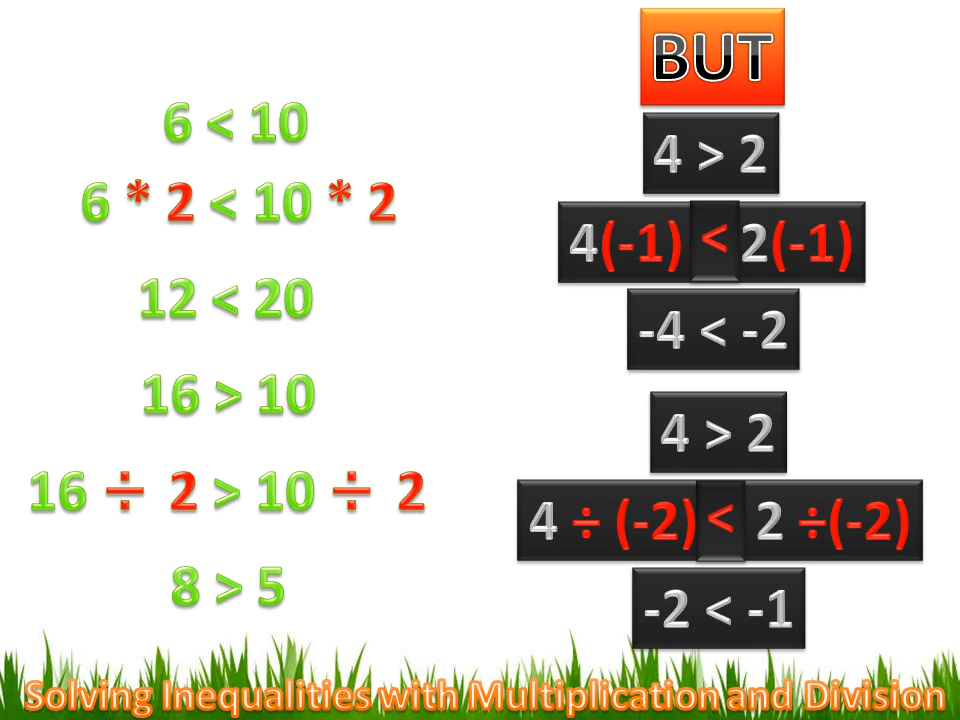 6 < 10
6 * 2 < 10 * 2
12 < 20
16 > 10
16 ÷ 2 > 10 ÷ 2
8 > 5
BUT
4 > 2
4(-1) < 2(-1)
-4 < -2
4 > 2
4 ÷ (-2) < 2 ÷(-2)
-2 < -1
Solving Inequalities with Multiplication and Division